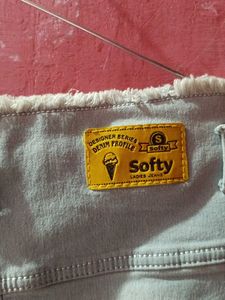 DESIGNER SERIES
DENIM PROFILE
S
softy
Softy
LADIES JEANS